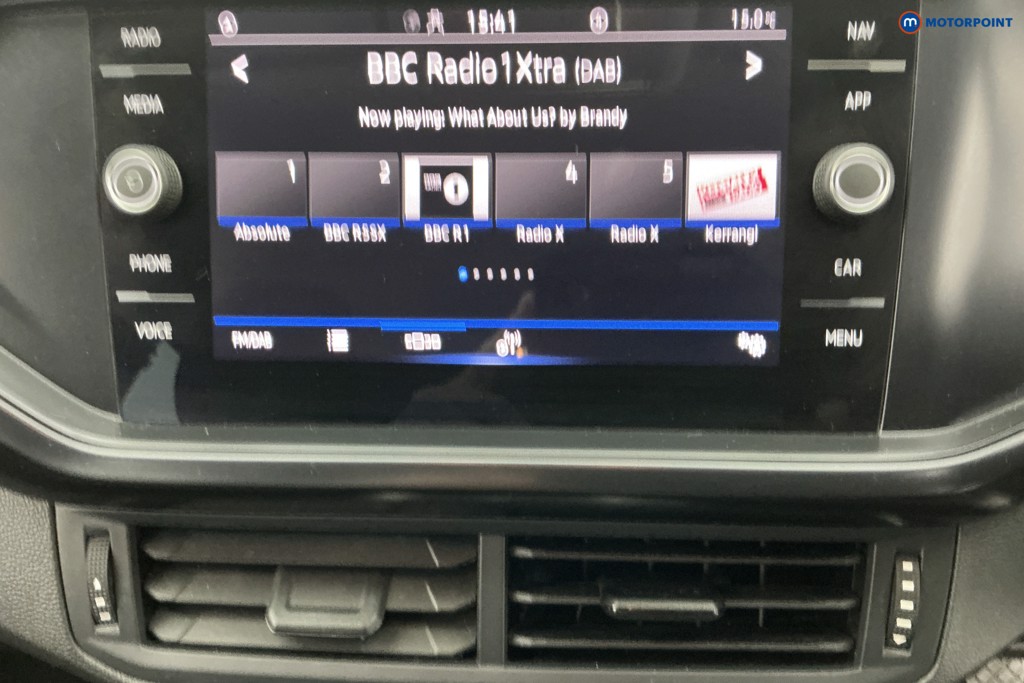 MOTORPOINT
RADIO
MEDIA
PHONE
VOICE
15:41
15.0°C
BBC Radio 1Xtra (DAB)
Now playing: What About Us? by Brandy
1 2 4 5
Absolute BBC R5SX BBC R1 Radio X Radio X Kerrang!
FM/DAB
NAV
APP
CAR
MENU